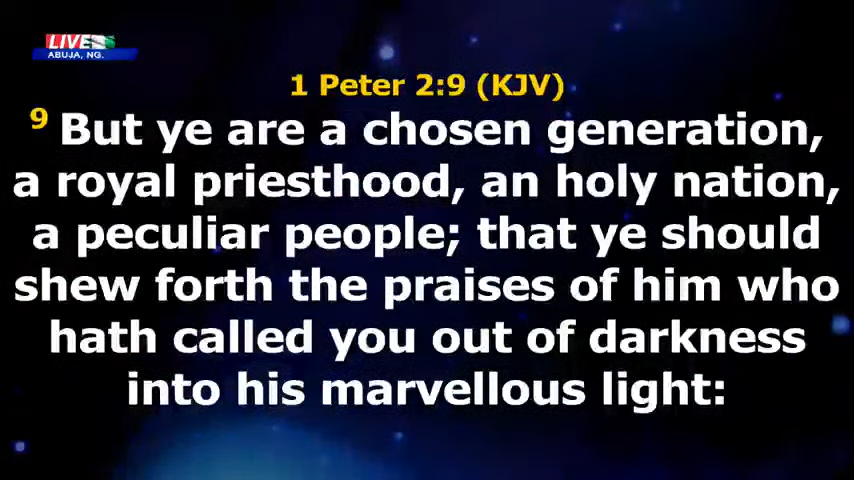 LIVE
ABUJA, NG.
1 Peter 2:9 (KJV)
9 But ye are a chosen generation,
a royal priesthood, an holy nation,
a peculiar people; that ye should
shew forth the praises of him who
hath called you out of darkness
into his marvellous light: